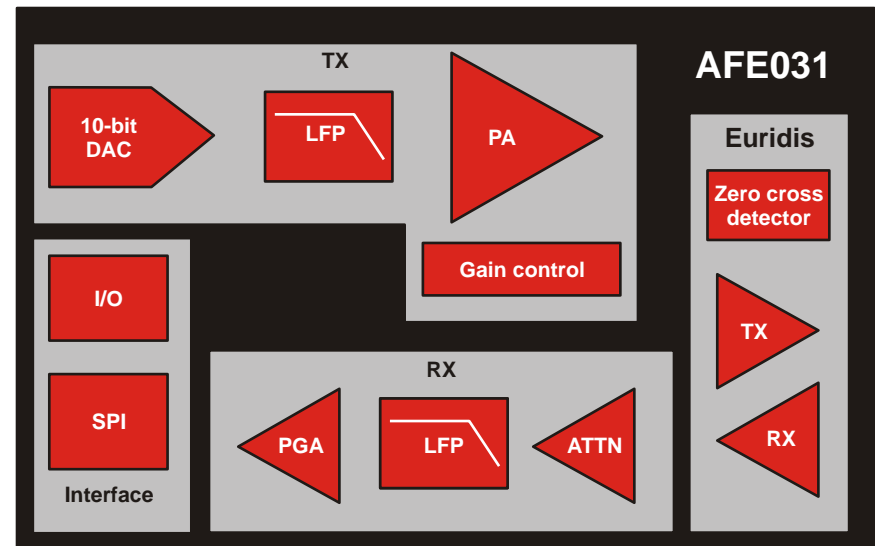 TX
AFE031
10-bit
DAC
LFP
PA
Gain control
Euridis
Zero cross
detector
TX
RX
I/O
SPI
Interface
RX
PGA
LFP
ATTN